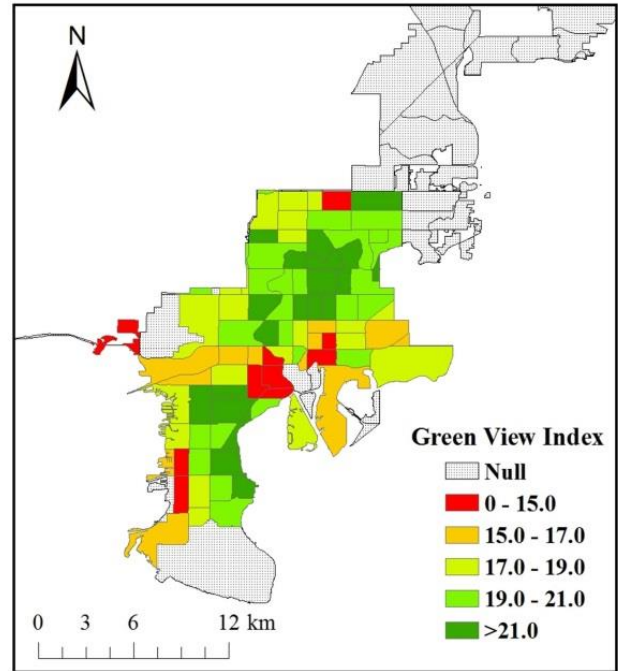 N
Green View Index
Null
0 - 15.0
15.0 - 17.0
17.0 - 19.0
19.0 - 21.0
>21.0
0 3 6 12 km